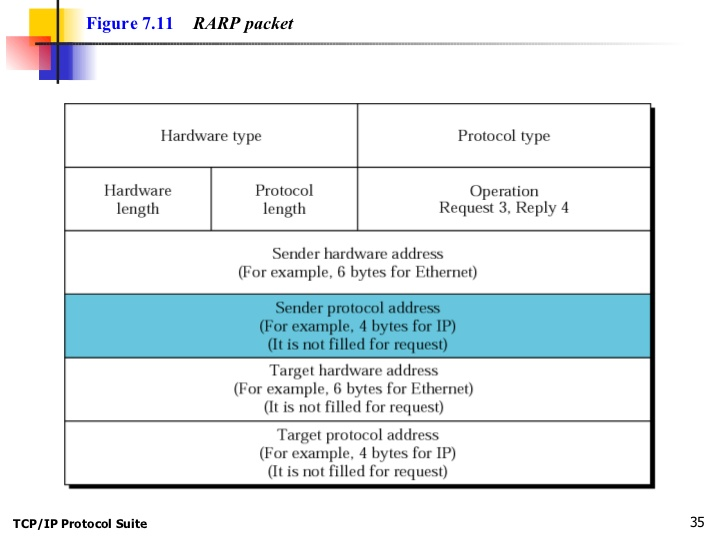 Figure 7.11 RARP packet
Hardware type
Protocol type
Hardware
length
Protocol
length
Operation
Request 3, Reply 4
Sender hardware address
(For example, 6 bytes for Ethernet)
Sender protocol address
(For example, 4 bytes for IP)
(It is not filled for request)
Target hardware address
(For example, 6 bytes for Ethernet)
(It is not filled for request)
Target protocol address
(For example, 4 bytes for IP)
(It is not filled for request)
TCP/IP Protocol Suite
35